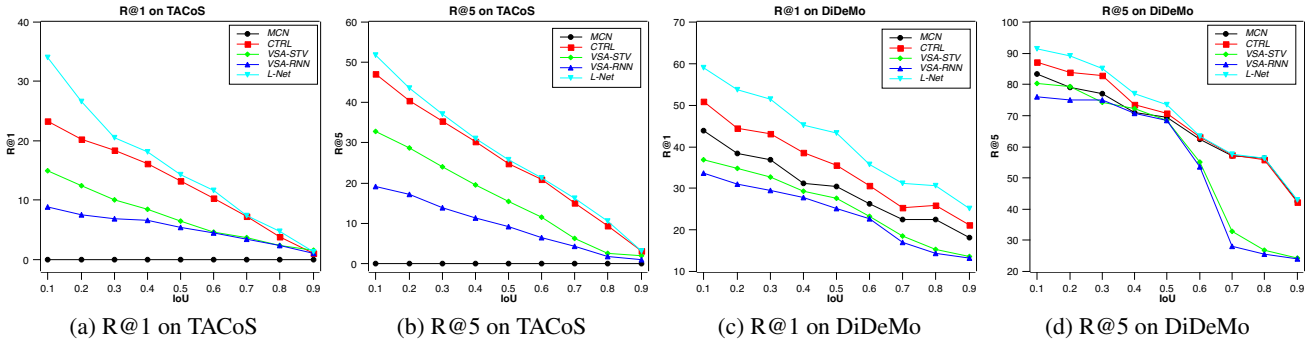 R@1 on TACoS
40
30
20
10
0
R@1
MCN
CTRL
VSA-STV
VSA-RNN
L-Net
0.1 0.2 0.3 0.4 0.5 0.6 0.7 0.8 0.9
IoU
(a) R@1 on TACoS
R@5 on TACoS
60
50
40
30
20
10
0
R@5
MCN
CTRL
VSA-STV
VSA-RNN
L-Net
0.1 0.2 0.3 0.4 0.5 0.6 0.7 0.8 0.9
IoU
(b) R@5 on TACoS
R@1 on DiDeMo
70
60
50
40
30
20
10
R@1
MCN
CTRL
VSA-STV
VSA-RNN
L-Net
0.1 0.2 0.3 0.4 0.5 0.6 0.7 0.8 0.9
IoU
(c) R@1 on DiDeMo
R@5 on DiDeMo
100
90
80
70
60
50
40
30
20
R@5
MCN
CTRL
VSA-STV
VSA-RNN
L-Net
0.1 0.2 0.3 0.4 0.5 0.6 0.7 0.8 0.9
IoU
(d) R@5 on DiDeMo